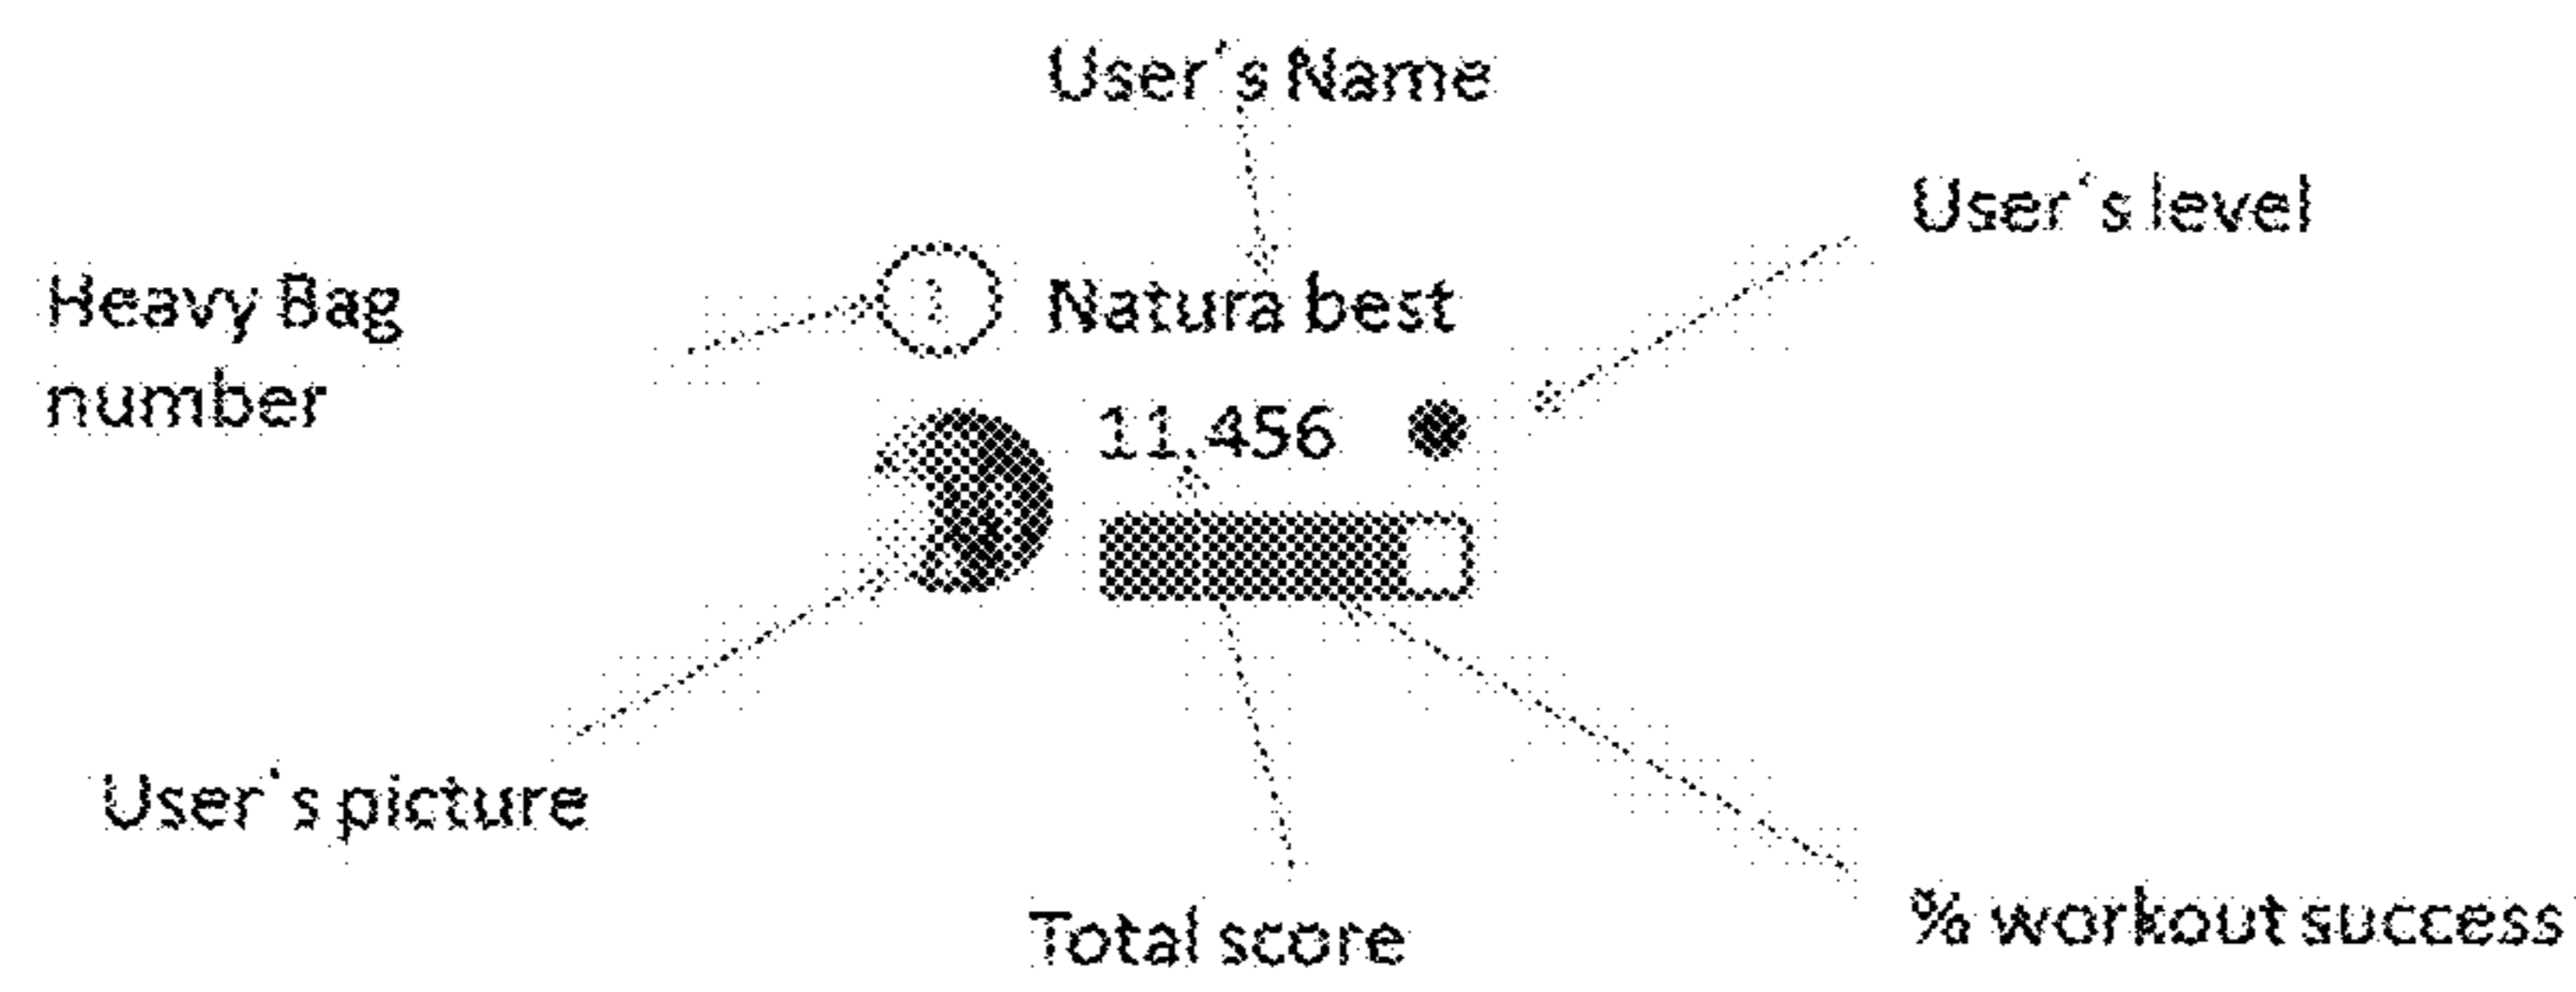 User´s Name
User´s level
Heavy Bag
number
Natura best
11.456
User´s picture
Total score
% workout success